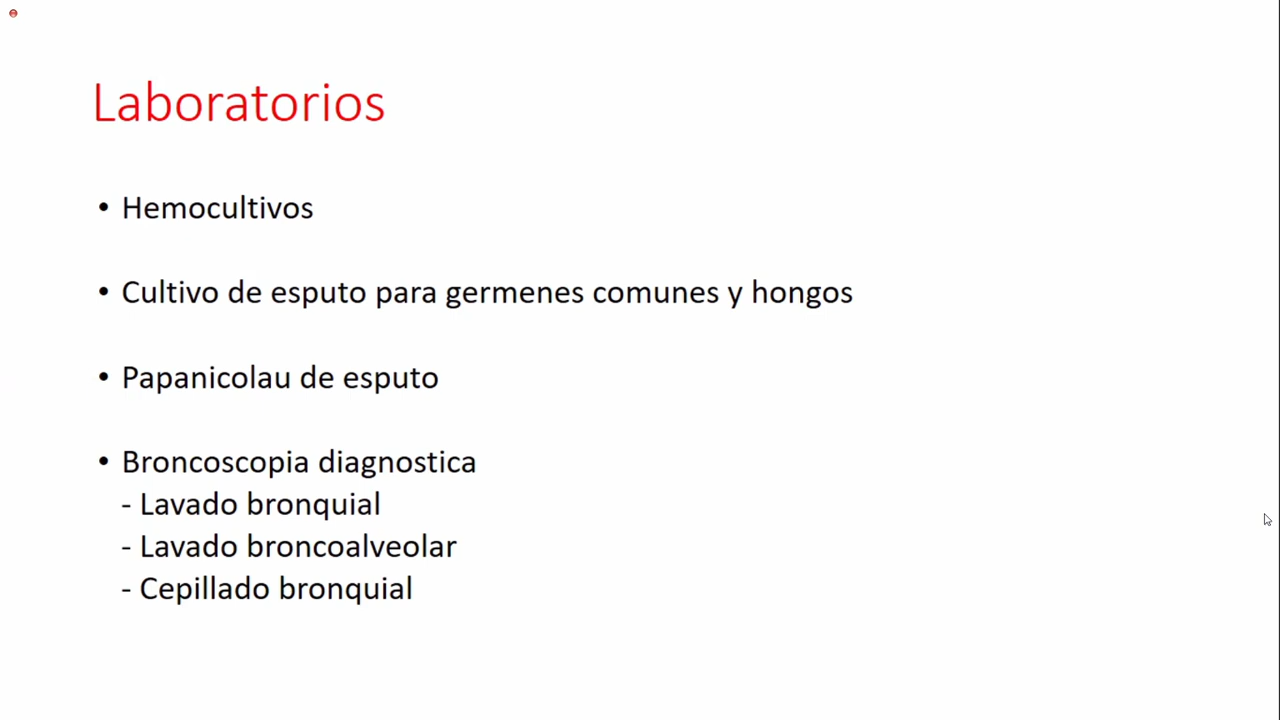 Laboratorios
• Hemocultivos
• Cultivo de esputo para germenes comunes y hongos
• Papanicolau de esputo
• Broncoscopia diagnostica
- Lavado bronquial
- Lavado broncoalveolar
- Cepillado bronquial